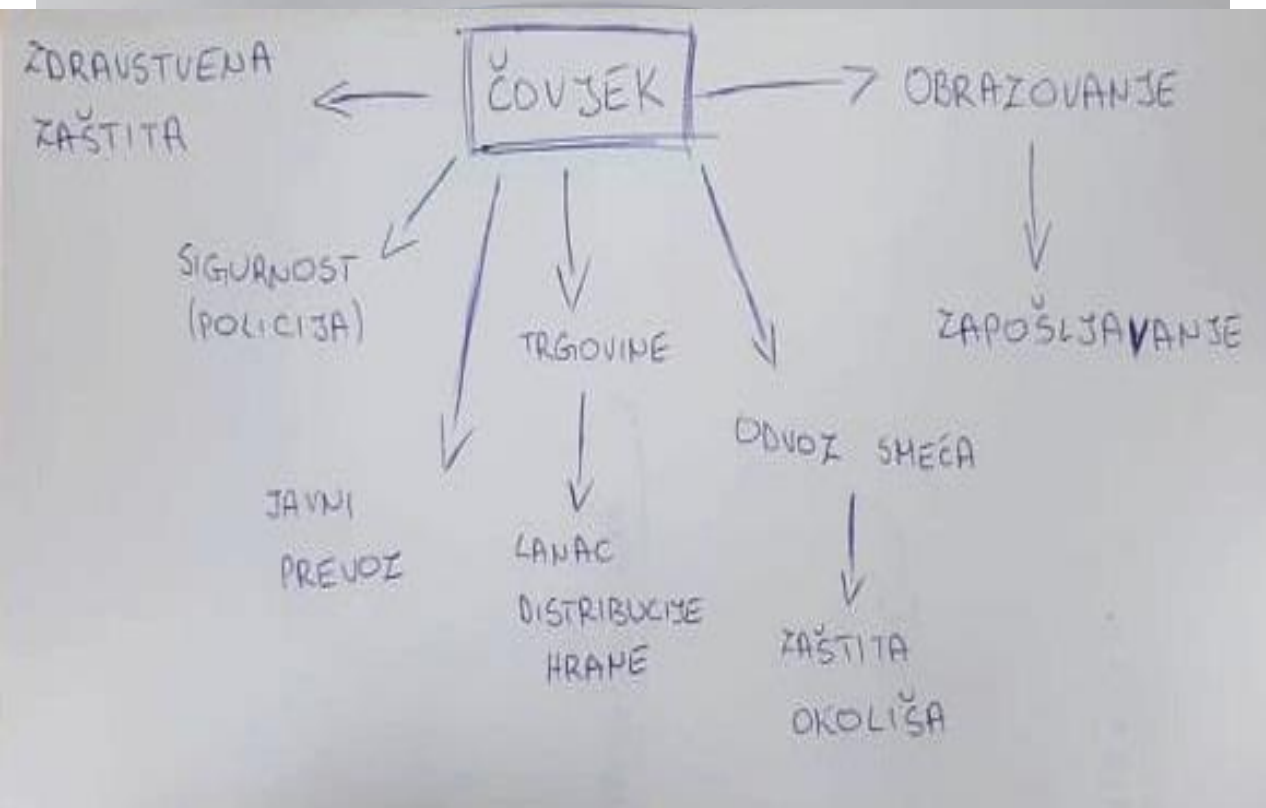 ČOVJEK
ZDRAVSTVENA
ZAŠTITA
OBRAZOVANJE
SIGURNOST
(POLICIJA)
TRGOVINE
ZAPOŠLJAVANJE
ODVOZ SMEĆA
JAVNI
PREVOZ
LANAC
DISTRIBUCIJE
HRANE
ZAŠTITA
OKOLIŠA